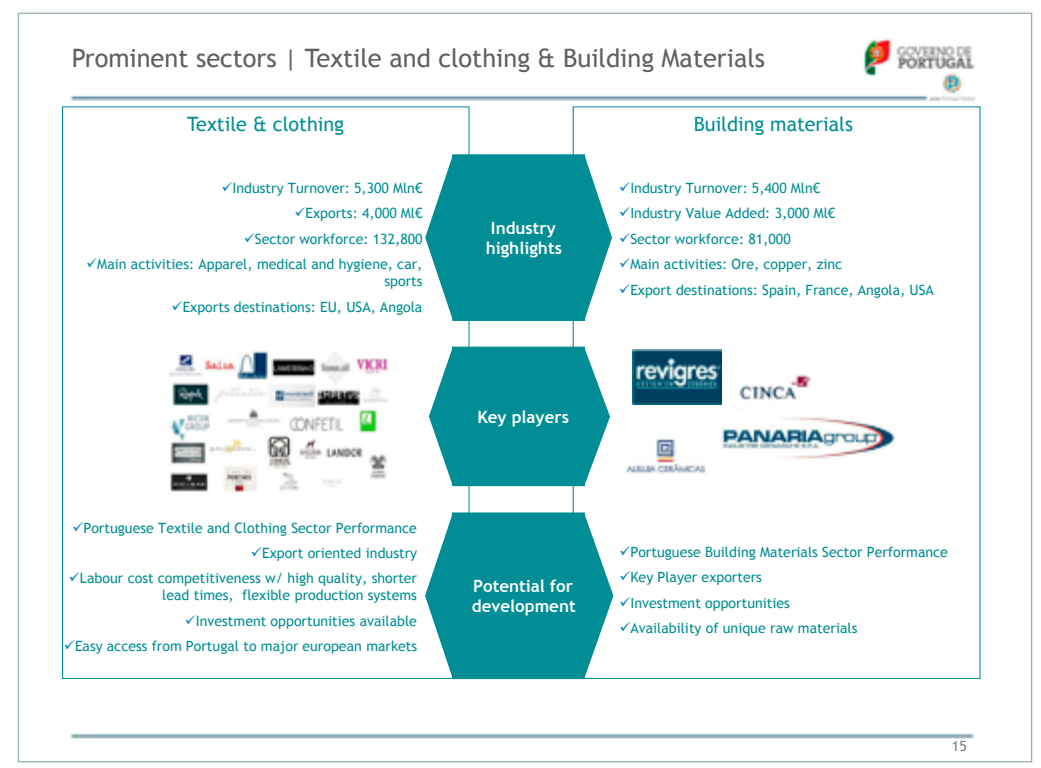 Prominent sectors | Textile and clothing & Building Materials
GOVERNO DE
PORTUGAL
Textile & clothing
✓Industry Turnover: 5,300 Mln€
✓Exports: 4,000 Ml€
✓Sector workforce: 132,800
✓Main activities: Apparel, medical and hygiene, car,
sports
✓Exports destinations: EU, USA, Angola
Industry
highlights
Building materials
✓Industry Turnover: 5,400 Mln€
✓Industry Value Added: 3,000 Ml€
✓Sector workforce: 81,000
✓Main activities: Ore, copper, zinc
✓Export destinations: Spain, France, Angola, USA
Salsa
VICRI
CONFETIL
LANIDOR
Key players
revigres
CINCA
PANARIAgroup
ALELUIA CERÂMICAS
✓Portuguese Textile and Clothing Sector Performance
✓Export oriented industry
✓Labour cost competitiveness w/ high quality, shorter
lead times, flexible production systems
✓Investment opportunities available
✓Easy access from Portugal to major european markets
Potential for
development
✓Portuguese Building Materials Sector Performance
✓Key Player exporters
✓Investment opportunities
✓Availability of unique raw materials
15